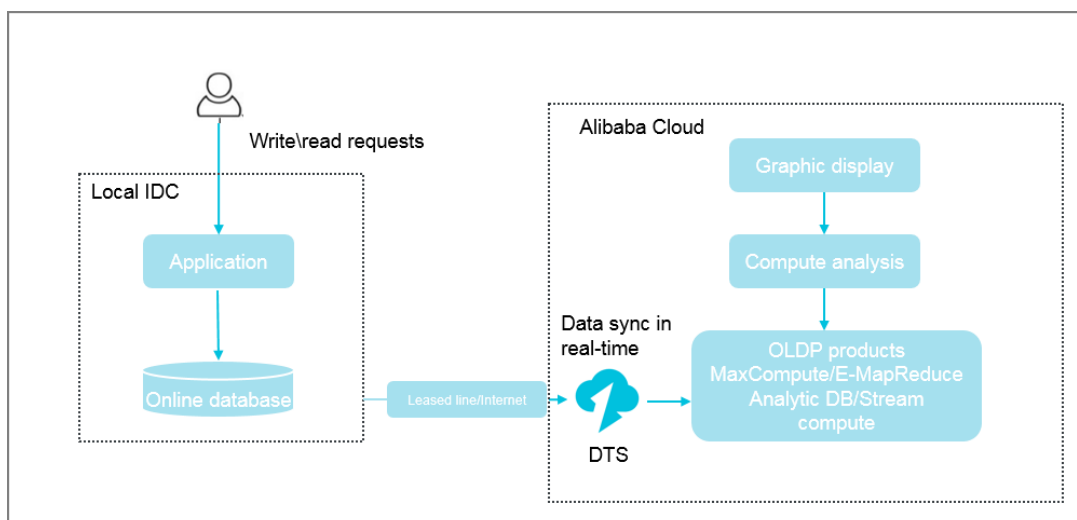 Write\read requests
Local IDC
Application
Online database
Leased line/Internet
Alibaba Cloud
Graphic display
Compute analysis
Data sync in
real-time
DTS
OLDP products
MaxCompute/E-MapReduce
Analytic DB/Stream
compute